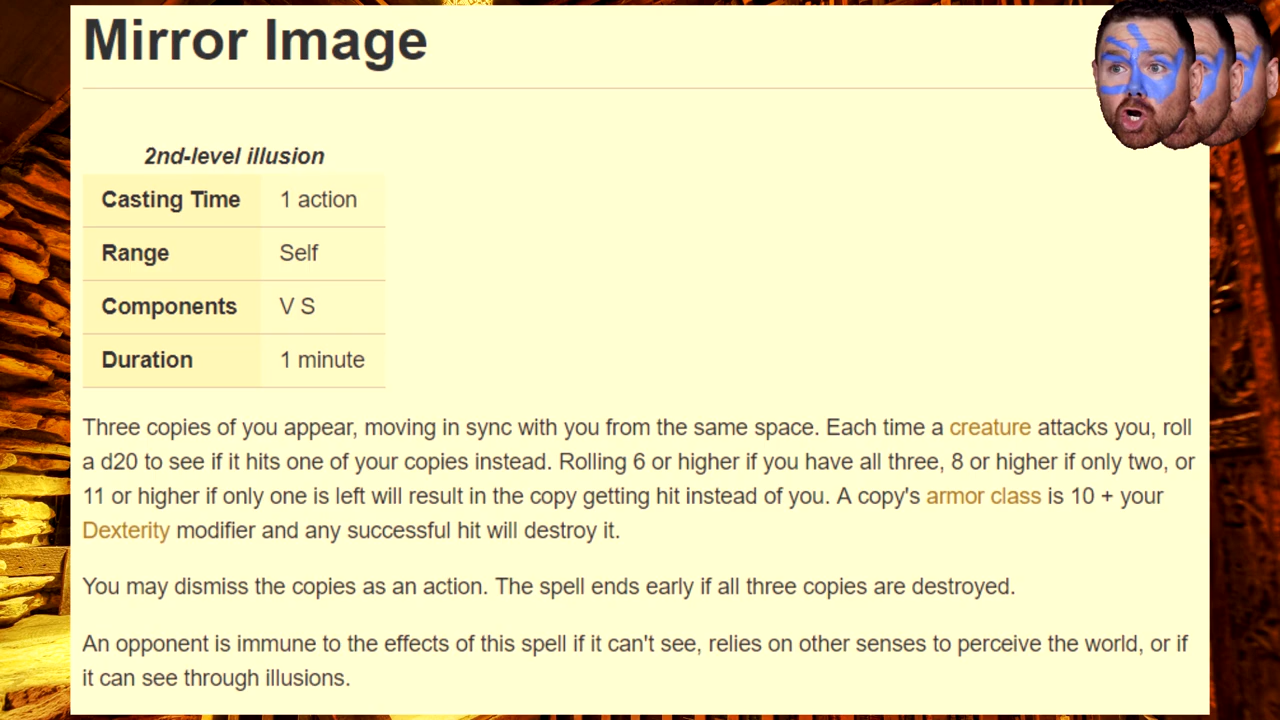 Mirror Image
2nd-level illusion
Casting Time 1 action
Range Self
Components V S
Duration 1 minute
Three copies of you appear, moving in sync with you from the same space. Each time a creature attacks you, roll
a d20 to see if it hits one of your copies instead. Rolling 6 or higher if you have all three, 8 or higher if only two, or
11 or higher if only one is left will result in the copy getting hit instead of you. A copy's armor class is 10 + your
Dexterity modifier and any successful hit will destroy it.
You may dismiss the copies as an action. The spell ends early if all three copies are destroyed.
An opponent is immune to the effects of this spell if it can't see, relies on other senses to perceive the world, or if
it can see through illusions.